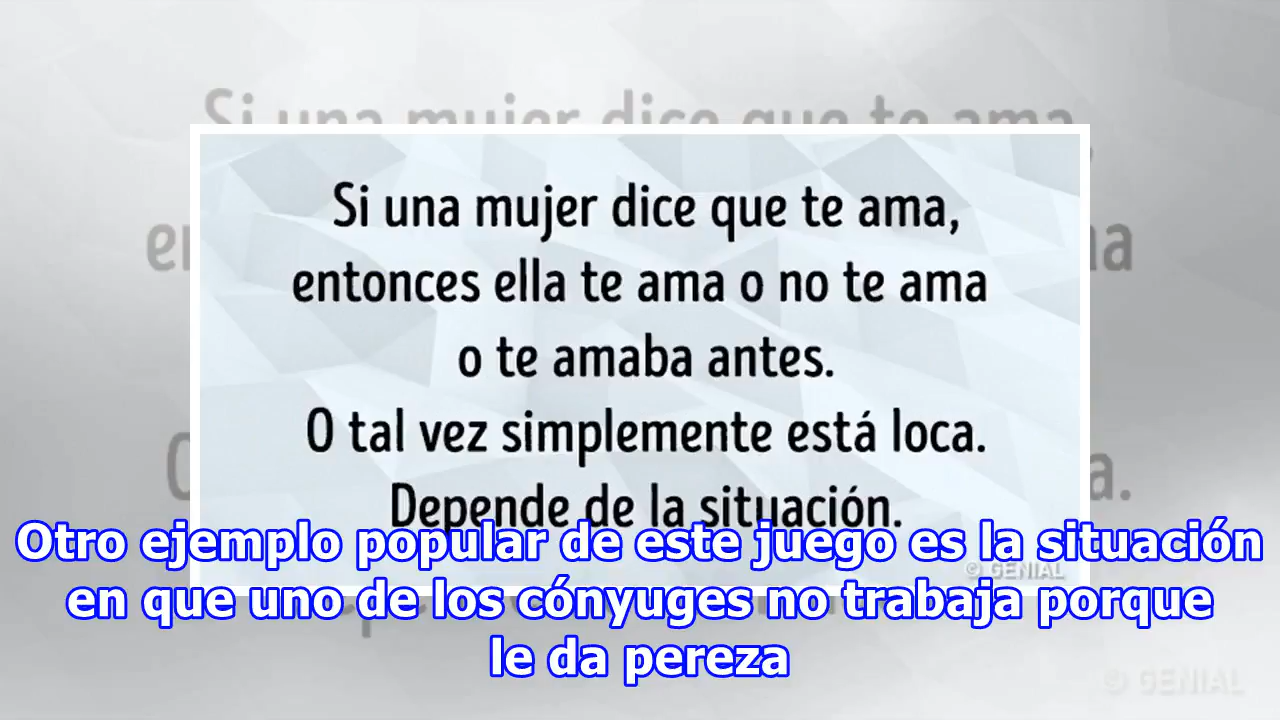 Si una mujer dice que te ama,
entonces ella te ama o no te ama
o te amaba antes.
O tal vez simplemente está loca.
Depende de la situación.
© GENIAL
Otro ejemplo popular de este juego es la situación
en que uno de los cónyuges no trabaja porque
le da pereza
© GENIAL